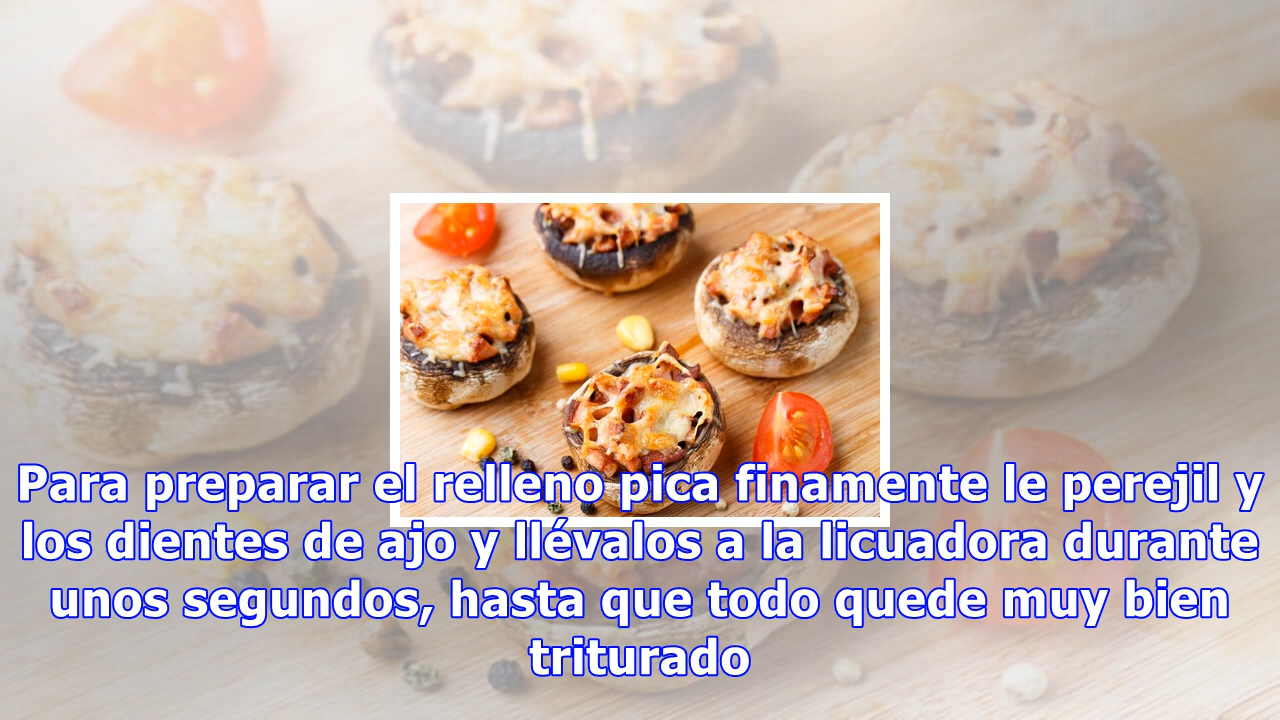 Para preparar el relleno pica finamente le perejil y
los dientes de ajo y llévalos a la licuadora durante
unos segundos, hasta que todo quede muy bien
triturado